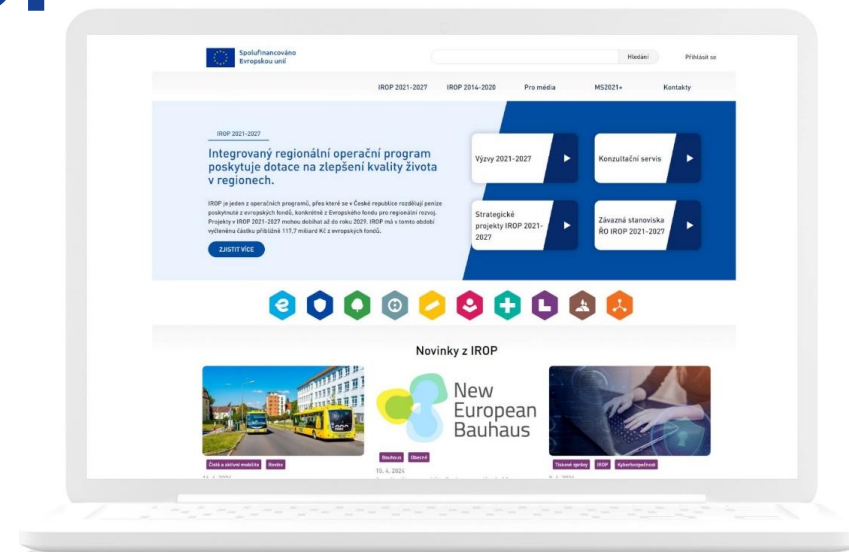 Spolufinancováno
Evropskou unií
Hledání
Přihlásit se
IROP 2021-2027
IROP 2014-2020
Pro média
MS2021+
Kontakty
IROP 2021-2027
Integrovaný regionální operační program
poskytuje dotace na zlepšení kvality života
v regionech.
IROP je jeden z operačních programů, přes které se v České republice rozdělují peníze
poskytnuté z evropských fondů, konkrétně z Evropského fondu pro regionální rozvoj.
Projekty v IROP 2021-2027 mohou dobíhat až do roku 2029. IROP má v tomto období
vyčleněnu částku přibližně 117,7 miliard Kč z evropských fondů.
ZJISTIT VÍCE
Výzvy 2021-2027
Konzultační servis
Strategické
projekty IROP 2021-
2027
Závazná stanoviska
ŘO IROP 2021-2027
Novinky z IROP
New
European
Bauhaus
Čistá a aktivní mobilita
Bauhaus
Obecné
15. 4. 2024
Tiskové zprávy
IROP
Kyberbezpečnost